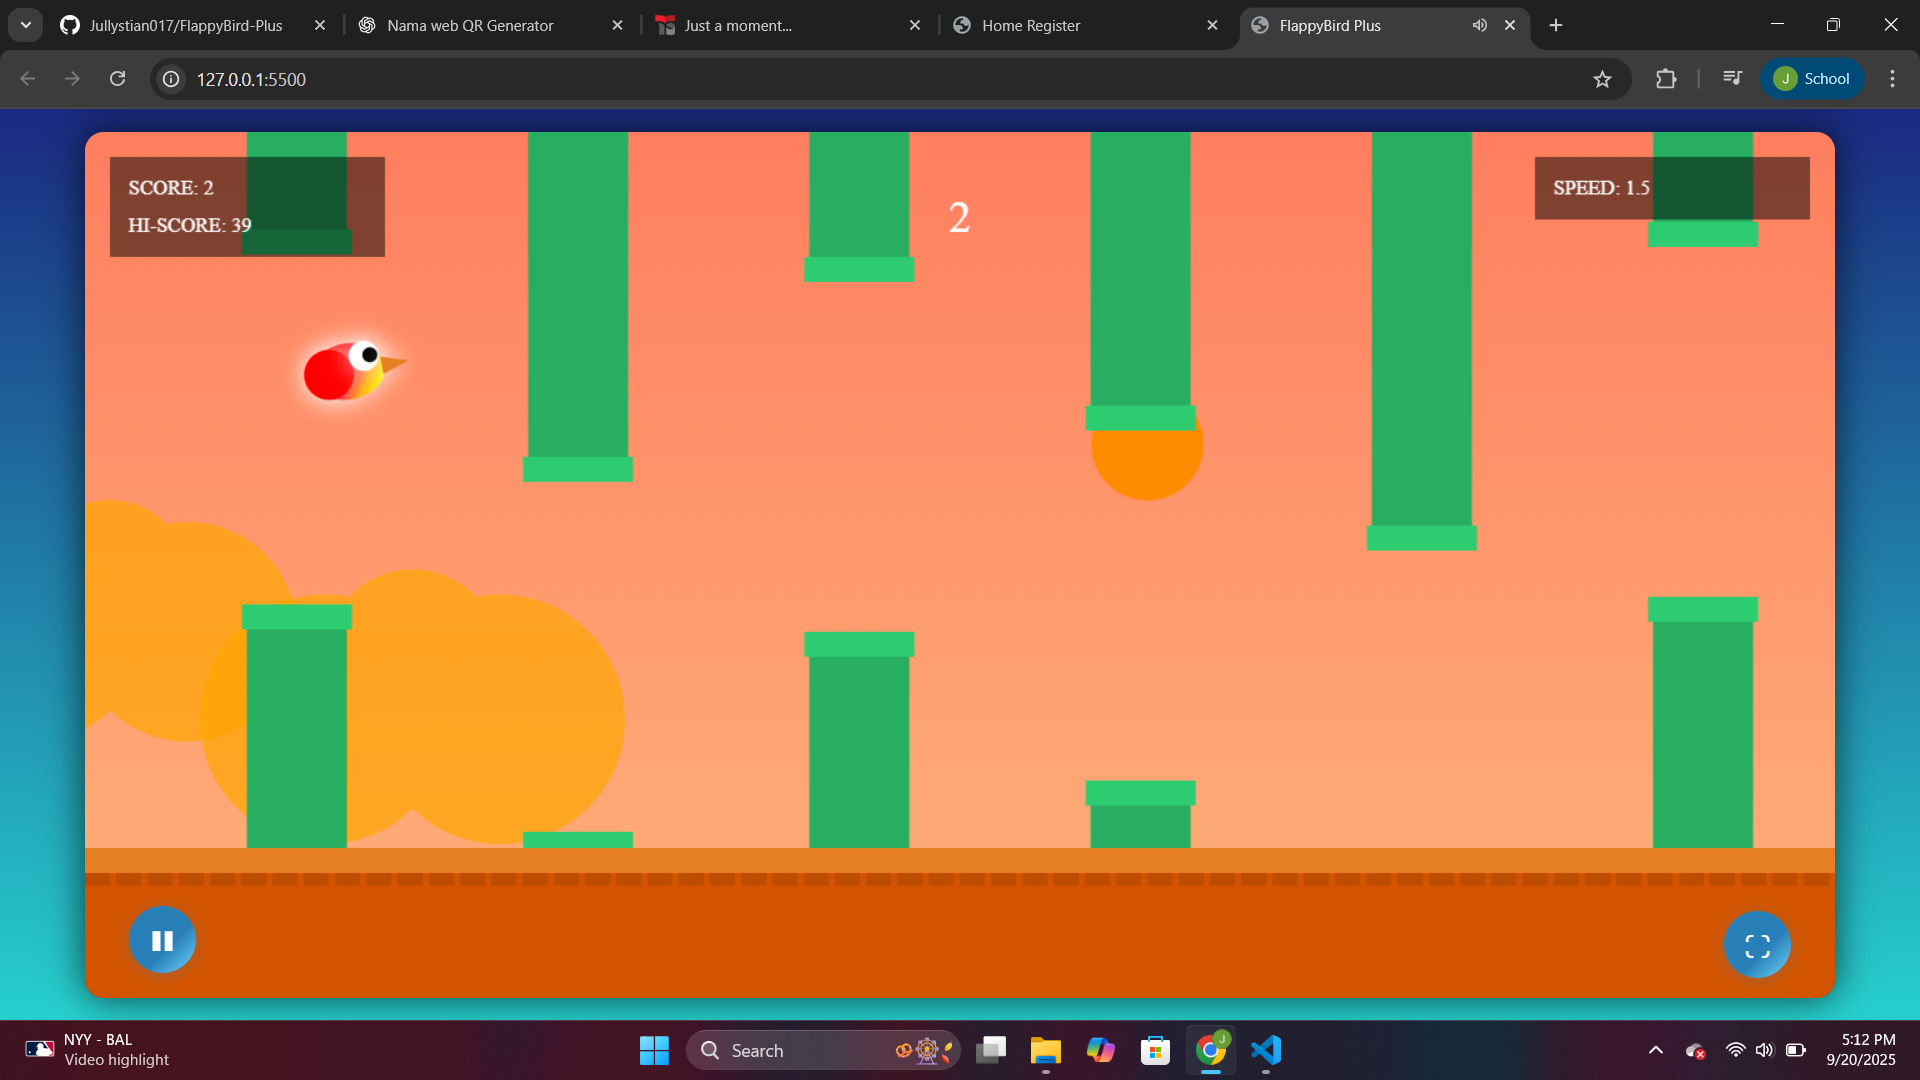 Jullystian017/FlappyBird-Plus
Nama web QR Generator
Just a moment...
Home Register
FlappyBird Plus
127.0.0.1:5500
J
School
SCORE: 2
HI-SCORE: 39
2
SPEED: 1.5
NYY - BAL
Video highlight
Search
J
5:12 PM
9/20/2025